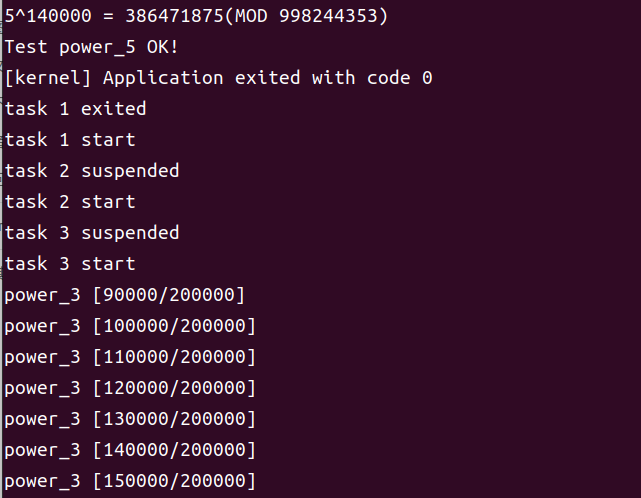 5^140000 = 386471875(MOD 998244353)
Test power_5 OK!
[kernel] Application exited with code 0
task 1 exited
task 1 start
task 2 suspended
task 2 start
task 3 suspended
task 3 start
power_3 [90000/200000]
power_3 [100000/200000]
power_3 [110000/200000]
power_3 [120000/200000]
power_3 [130000/200000]
power_3 [140000/200000]
power_3 [150000/200000]